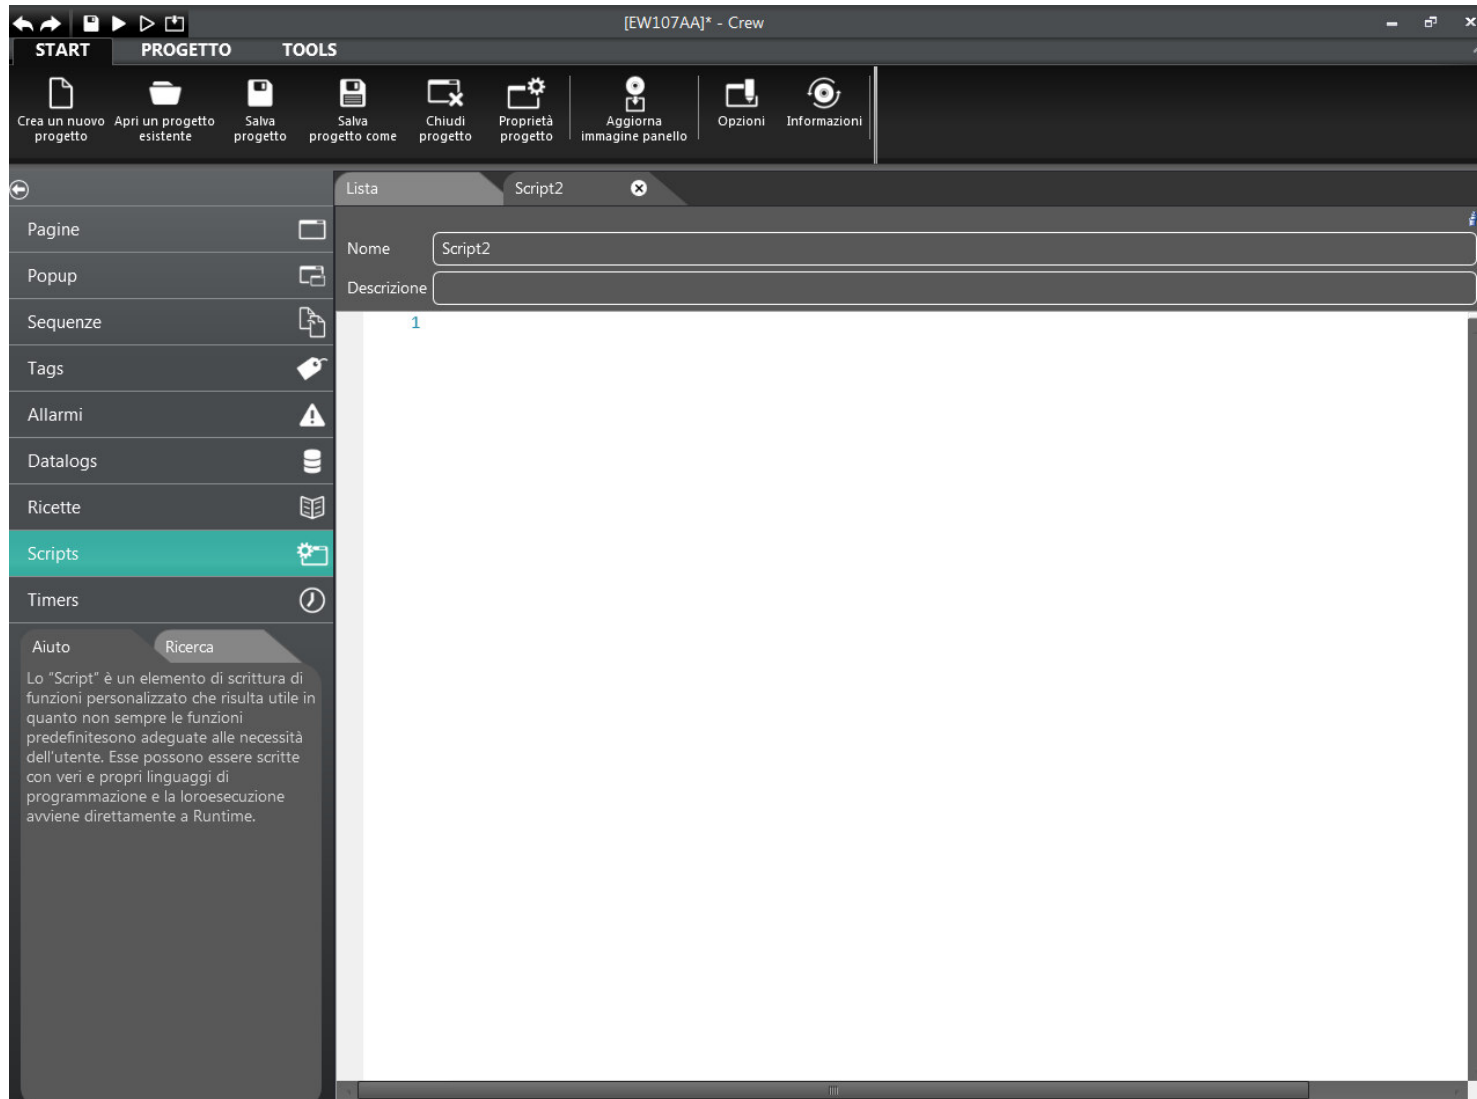 [EW107AA]* - Crew
START PROGETTO TOOLS
Crea un nuovo progetto
Apri un progetto esistente
Salva progetto
Salva progetto come
Chiudi progetto
Proprietà progetto
Aggiorna immagine panello
Opzioni
Informazioni
Lista Script2
Pagine
Popup
Sequenze
Tags
Allarmi
Datalogs
Ricette
Scripts
Timers
Nome Script2
Descrizione
1
Aiuto Ricerca
Lo "Script" è un elemento di scrittura di
funzioni personalizzato che risulta utile in
quanto non sempre le funzioni
predefinitesono adeguate alle necessità
dell'utente. Esse possono essere scritte
con veri e propri linguaggi di
programmazione e la loroesecuzione
avviene direttamente a Runtime.